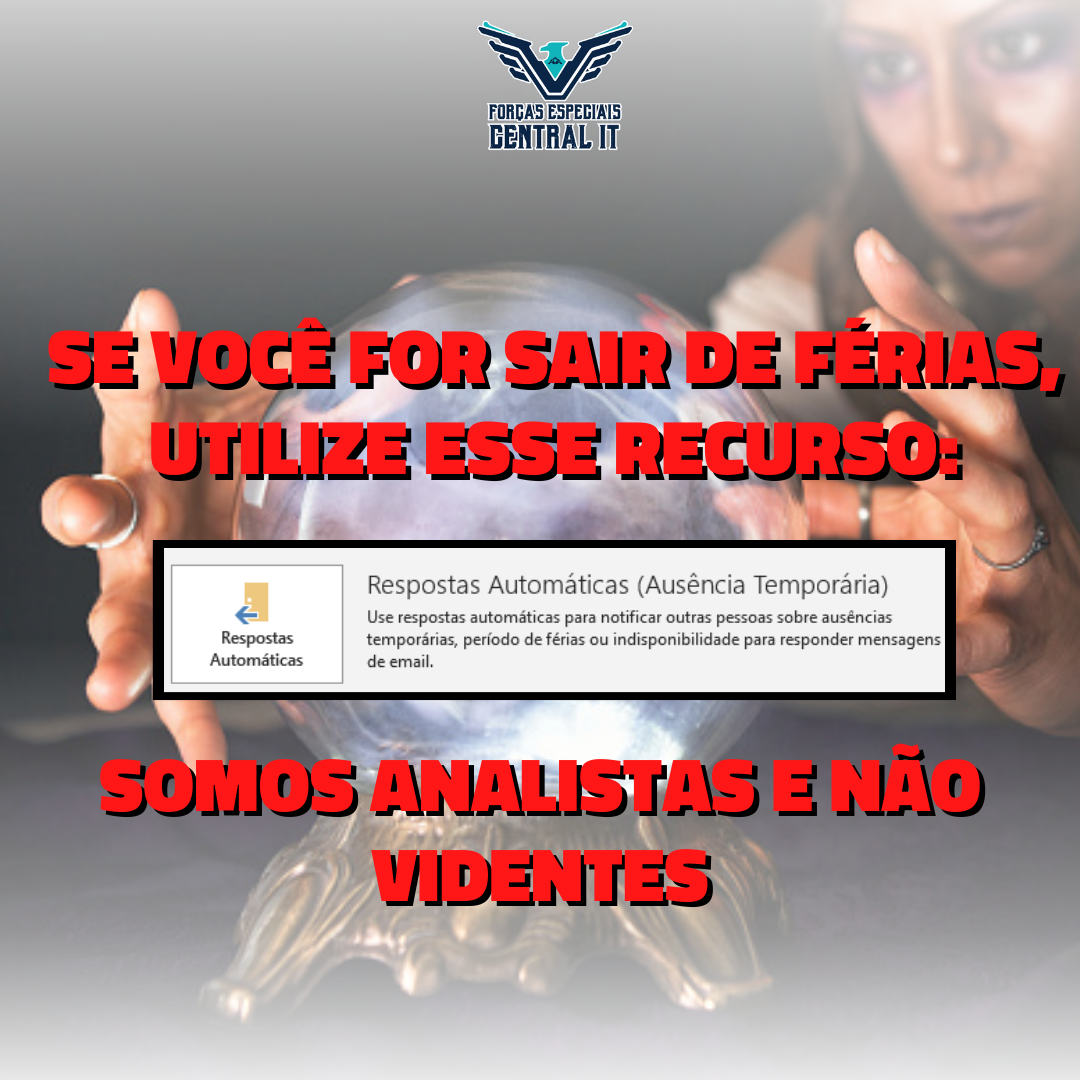 FORÇAS ESPECIAIS
CENTRAL IT
SE VOCÊ FOR SAIR DE FÉRIAS,
UTILIZE ESSE RECURSO:
Respostas
Automáticas
Respostas Automáticas (Ausência Temporária)
Use respostas automáticas para notificar outras pessoas sobre ausências
temporárias, período de férias ou indisponibilidade para responder mensagens
de email.
SOMOS ANALISTAS E NÃO
VIDENTES